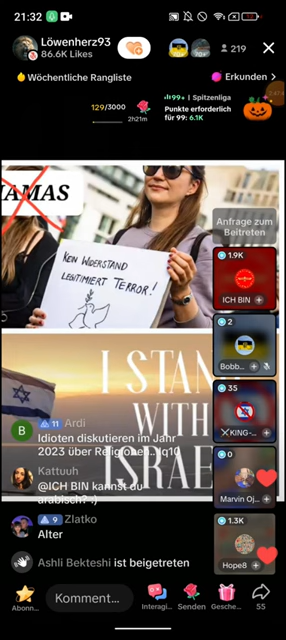 21:32
Löwenherz93
86.6K Likes
219
Wöchentliche Rangliste
Erkunden >
129/3000
2h21m
99+ | Spitzenliga
Punkte erforderlich
für 99: 6.1K
AMAS
KEIN WIDERSTAND
LEGITIMIERT TERROR!
Anfrage zum
Beitreten
1.9K
ICH BIN
2
Bobb...
I STAN
WITH
ISRAE
35
KING-...
B
11 Ardi
Idioten diskutieren im Jahr
2023 über Religionen...
Kattuuh
@ICH BIN kannst du
arabisch? :)
0
Marvin Oj...
9 Zlatko
Alter
1.3K
Hope8
Ashli Bekteshi ist beigetreten
Abonn...
Komment...
Interagi...
Senden
Gesche...
55